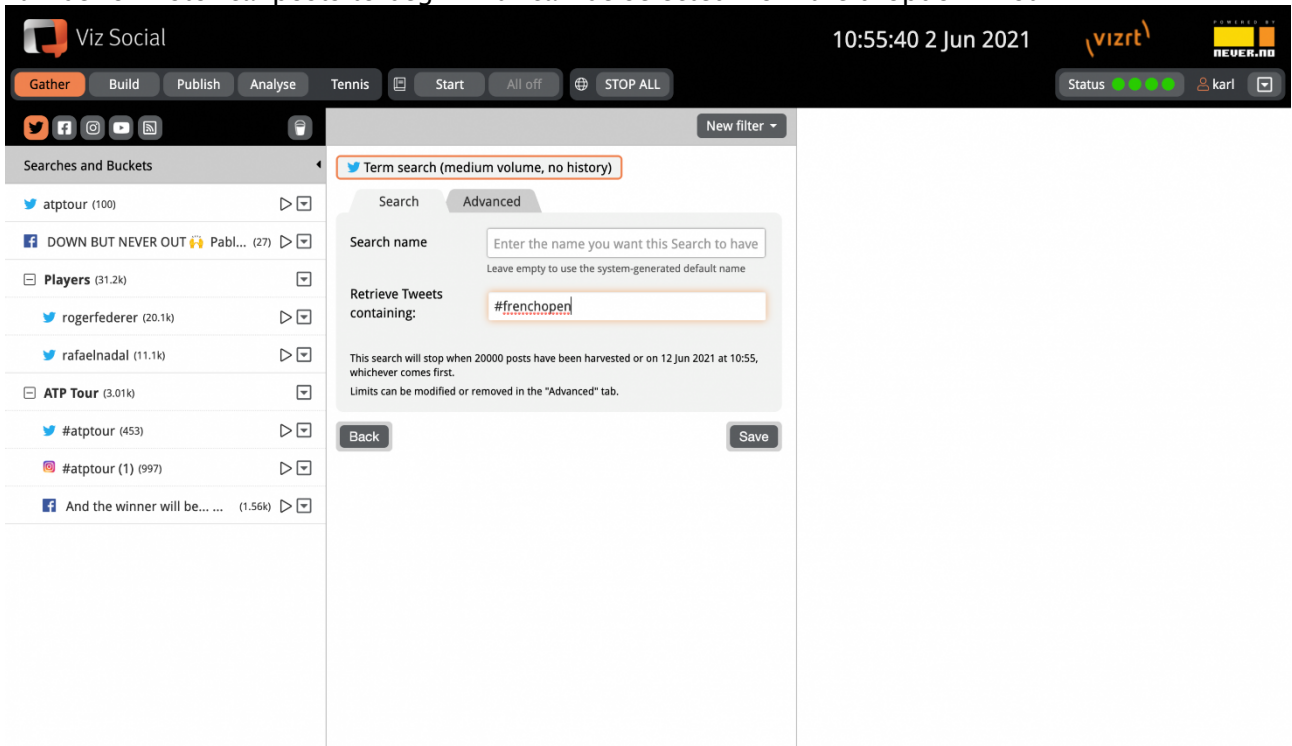 Viz Social
10:55:40 2 Jun 2021
vizrt
POWERED BY
NEVER.NO
Gather Build Publish Analyse Tennis Start All off STOP ALL Status karl
New filter
Searches and Buckets
Term search (medium volume, no history)
atptour (100)
Search Advanced
DOWN BUT NEVER OUT 🙌 Pabl... (27)
Search name Enter the name you want this Search to have
Leave empty to use the system-generated default name
Players (31.2k)
Retrieve Tweets containing: #frenchopen
rogerfederer (20.1k)
rafaelnadal (11.1k)
This search will stop when 20000 posts have been harvested or on 12 Jun 2021 at 10:55,
whichever comes first.
Limits can be modified or removed in the "Advanced" tab.
ATP Tour (3.01k)
#atptour (453)
Back Save
#atptour (1) (997)
And the winner will be... ... (1.56k)